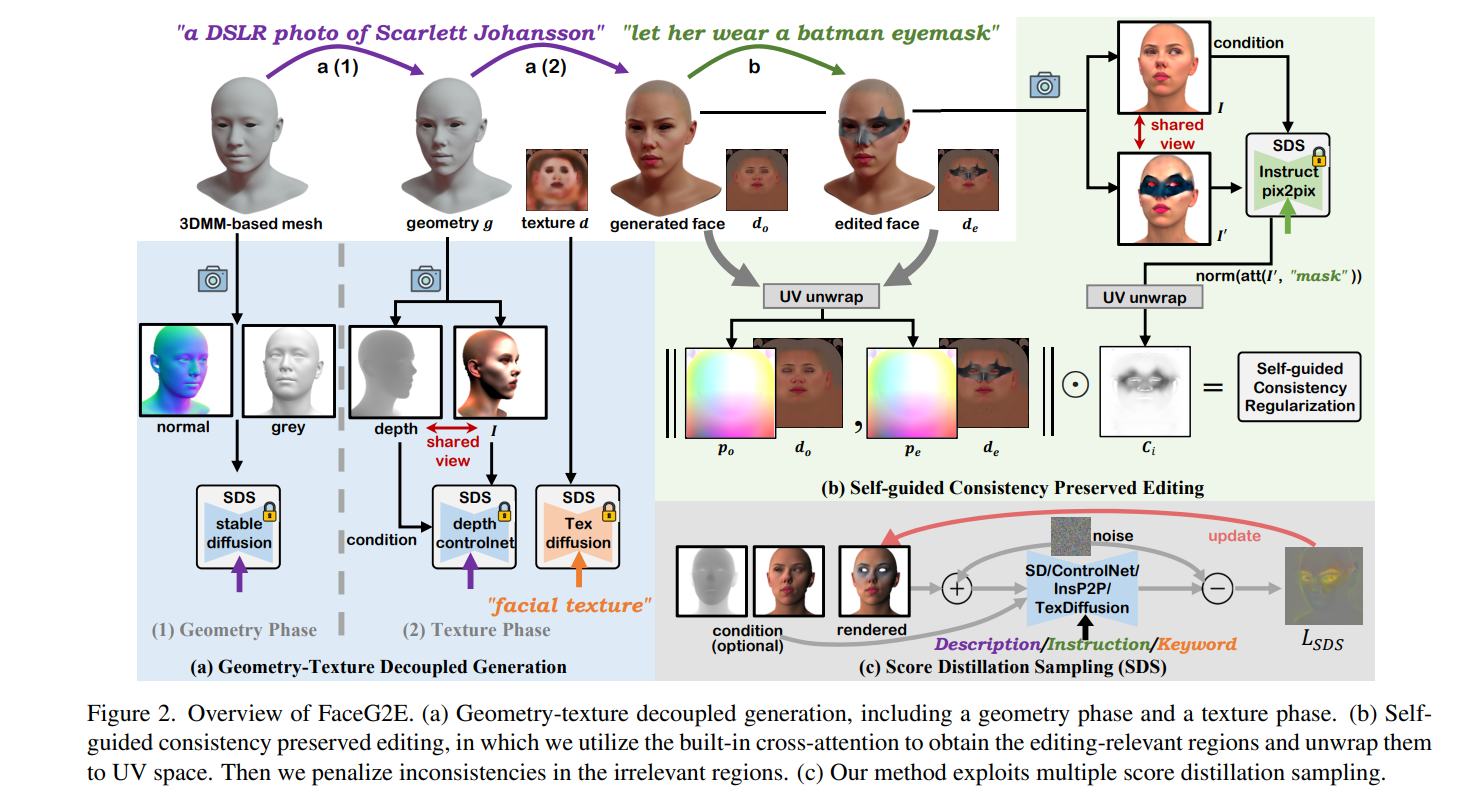 "a DSLR photo of Scarlett Johansson"
"let her wear a batman eyemask"
a (1)
a (2)
b
condition
I
shared
view
SDS
Instruct
pix2pix
I'
3DMM-based mesh
geometry g
texture d
generated face
d_o
edited face
d_e
norm(att(I', "mask"))
UV unwrap
UV unwrap
normal
grey
depth
I
shared
view
p_o
d_o
,
p_e
d_e
C_i
=
Self-guided
Consistency
Regularization
(b) Self-guided Consistency Preserved Editing
SDS
stable
diffusion
condition
SDS
depth
controlnet
SDS
Tex
diffusion
"facial texture"
(1) Geometry Phase
(2) Texture Phase
(a) Geometry-Texture Decoupled Generation
noise
update
SD/ControlNet/
InsP2P/
TexDiffusion
condition
(optional)
rendered
Description/Instruction/Keyword
L_SDS
(c) Score Distillation Sampling (SDS)
Figure 2. Overview of FaceG2E. (a) Geometry-texture decoupled generation, including a geometry phase and a texture phase. (b) Self-
guided consistency preserved editing, in which we utilize the built-in cross-attention to obtain the editing-relevant regions and unwrap them
to UV space. Then we penalize inconsistencies in the irrelevant regions. (c) Our method exploits multiple score distillation sampling.